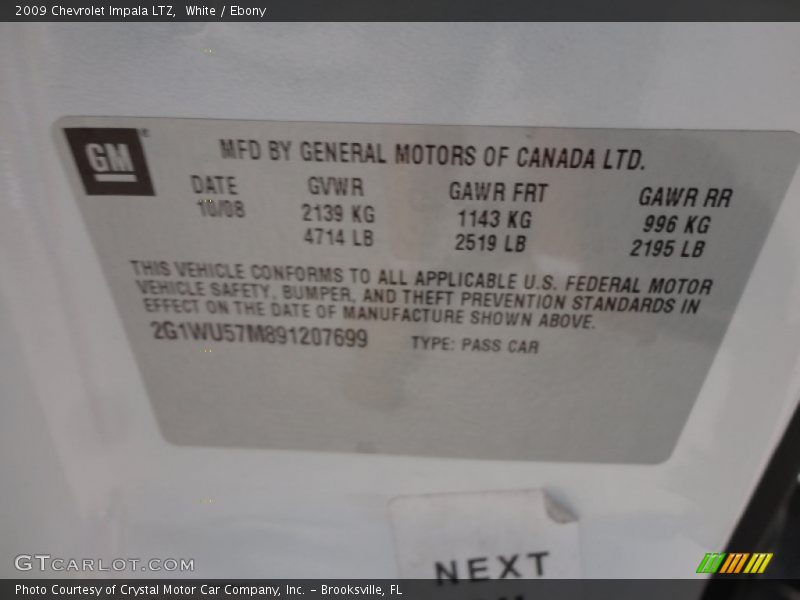 2009 Chevrolet Impala LTZ, White / Ebony
GM
MFD BY GENERAL MOTORS OF CANADA LTD.
DATE GVWR GAWR FRT GAWR RR
10/08 2139 KG 1143 KG 996 KG
4714 LB 2519 LB 2195 LB
THIS VEHICLE CONFORMS TO ALL APPLICABLE U.S. FEDERAL MOTOR
VEHICLE SAFETY, BUMPER, AND THEFT PREVENTION STANDARDS IN
EFFECT ON THE DATE OF MANUFACTURE SHOWN ABOVE.
2G1WU57M891207699 TYPE: PASS CAR
NEXT
GTCARLOT.COM
Photo Courtesy of Crystal Motor Car Company, Inc. – Brooksville, FL